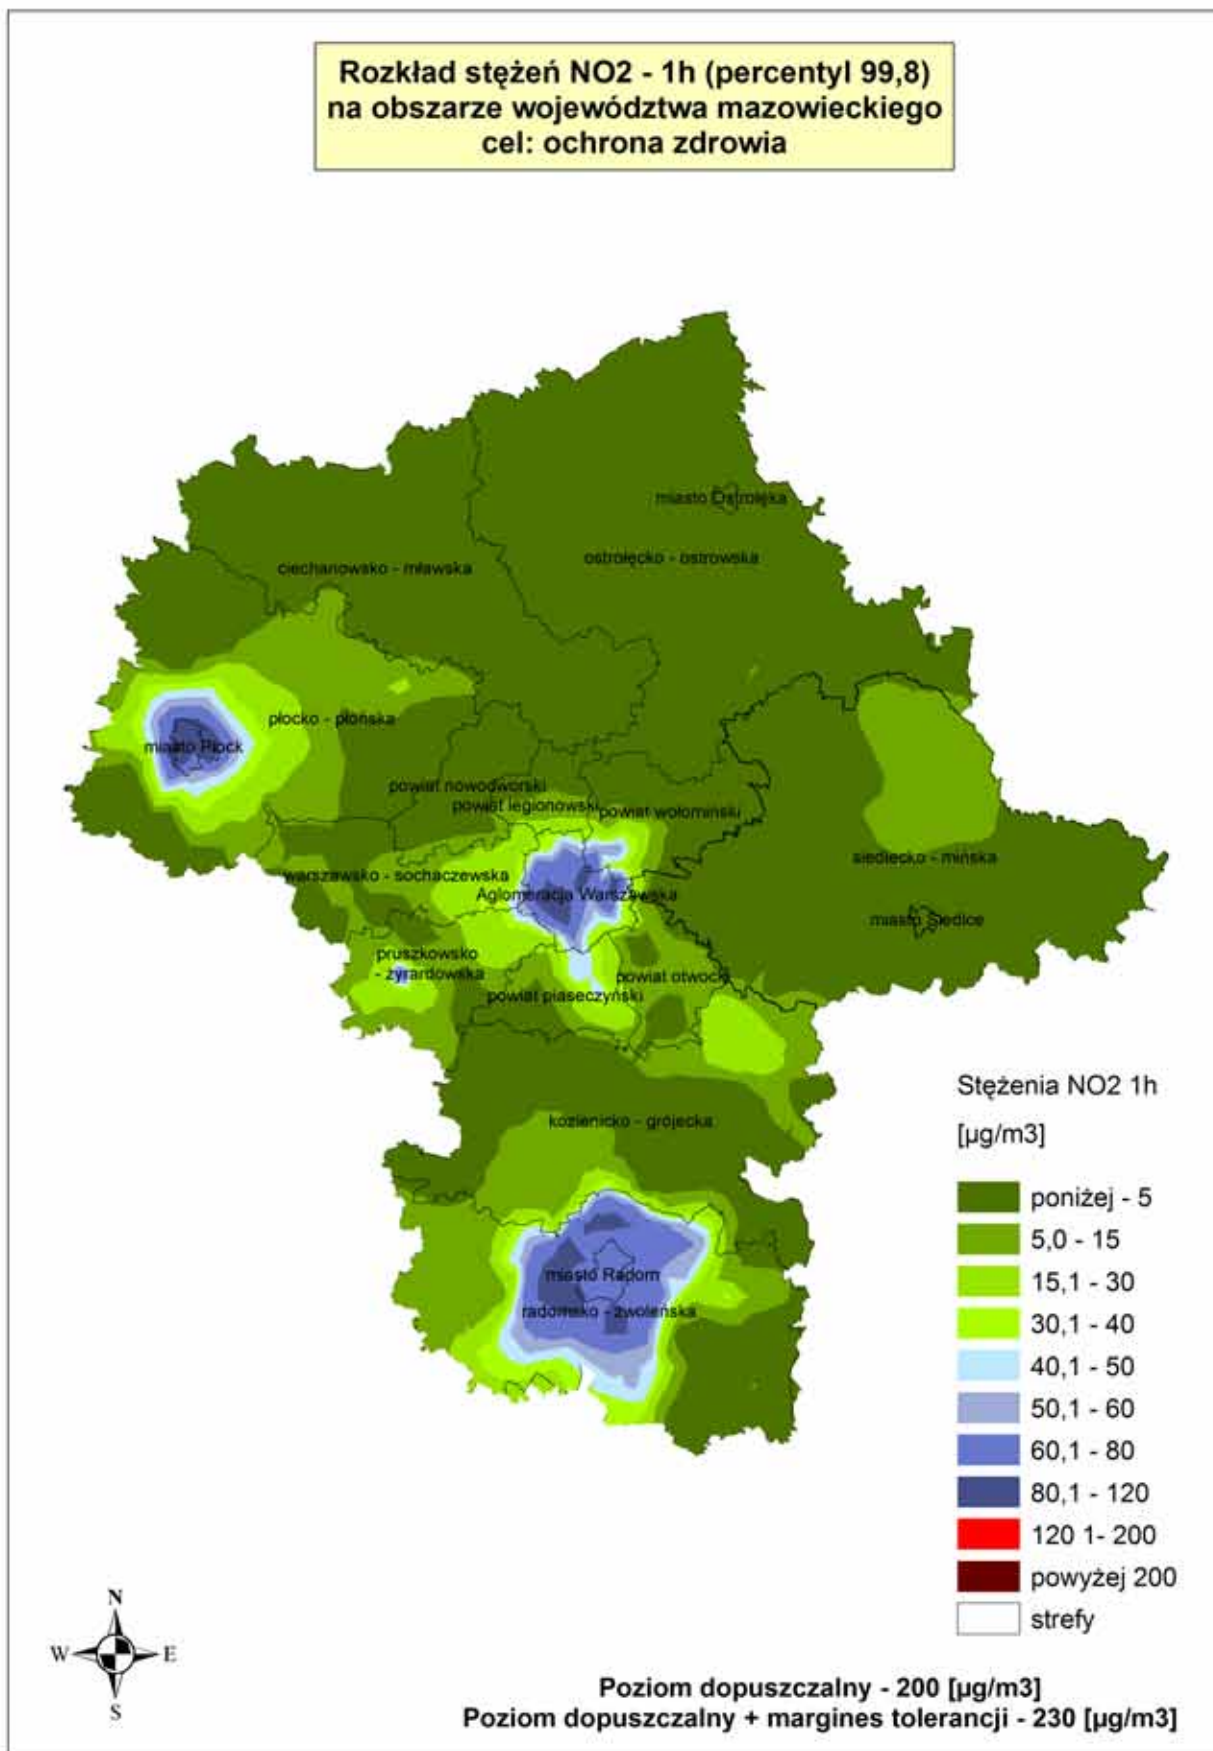 Rozkład stężeń NO2 - 1h (percentyl 99,8)
na obszarze województwa mazowieckiego
cel: ochrona zdrowia
miasto Ostrołęka
ostrołęcko - ostrowska
ciechanowsko - mławska
płocko - płońska
miasto Płock
powiat nowodworski
powiat legionowski
powiat wołomiński
siedlecko - mińska
warszawsko - sochaczewska
Aglomeracja Warszawska
miasto Siedlce
pruszkowsko
- żyrardowska
powiat otwocki
powiat piaseczyński
kozienicko - grójecka
miasto Radom
radomsko - zwoleńska
Stężenia NO2 1h
[µg/m3]
poniżej - 5
5,0 - 15
15,1 - 30
30,1 - 40
40,1 - 50
50,1 - 60
60,1 - 80
80,1 - 120
120 1- 200
powyżej 200
strefy
N
W
E
S
Poziom dopuszczalny - 200 [µg/m3]
Poziom dopuszczalny + margines tolerancji - 230 [µg/m3]